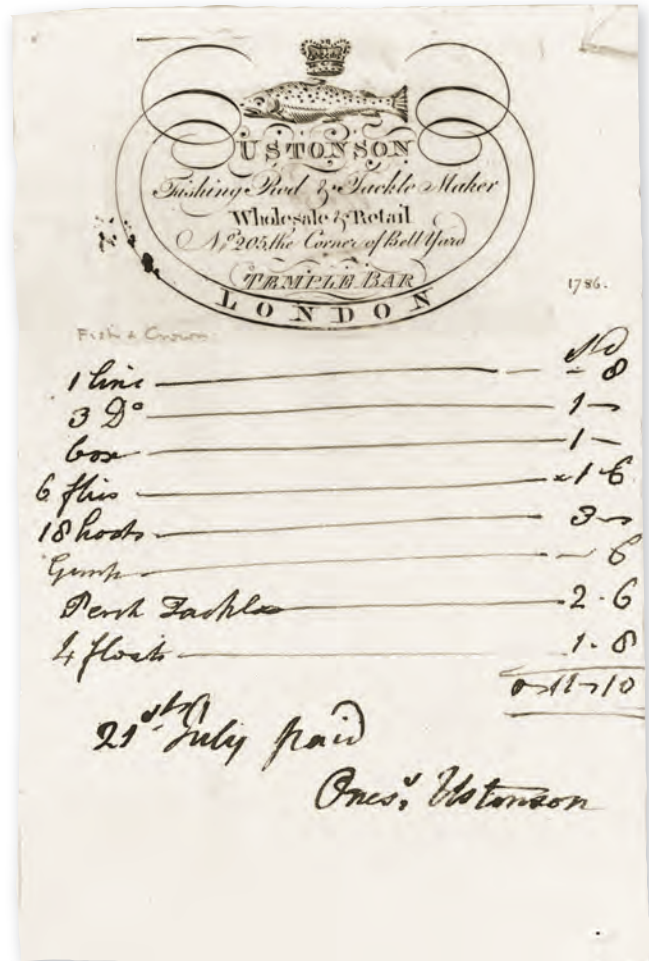 USTONSON
Fishing Rod & Tackle Maker
Wholesale & Retail
No. 205, the Corner of Bell Yard
TEMPLE BAR
LONDON
1786.
Fish & Crown
1 line — 8
3 Do 1 —
box 1 —
6 flies 1 6
18 hooks 3 —
Gimp — 6
Perch Tackle 2 . 6
4 floats 1 . 8
0 11 10
21st July paid
Ones. Ustonson